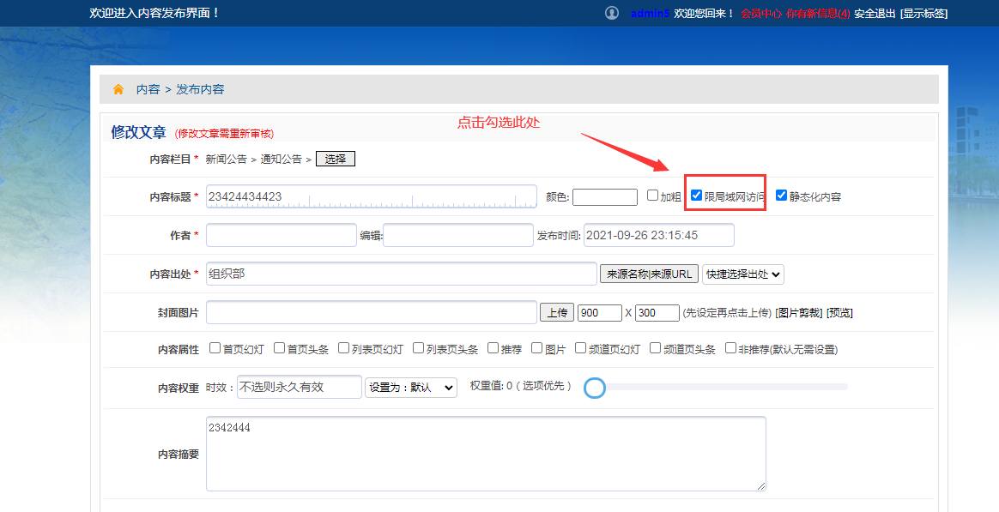 欢迎进入内容发布界面！ admin5 欢迎您回来！ 会员中心 你有新信息(4) 安全退出 [显示标签]
内容 > 发布内容
点击勾选此处
修改文章 (修改文章需重新审核)
内容栏目 * 新闻公告 > 通知公告 > 选择
内容标题 * 23424434423 颜色: 加粗 限局域网访问 静态化内容
作者 * 编辑: 发布时间: 2021-09-26 23:15:45
内容出处 * 组织部 来源名称|来源URL 快捷选择出处
封面图片 上传 900 X 300 (先设定再点击上传) [图片剪裁] [预览]
内容属性 首页幻灯 首页头条 列表页幻灯 列表页头条 推荐 图片 频道页幻灯 频道页头条 非推荐(默认无需设置)
内容权重 时效：不选则永久有效 设置为：默认 权重值: 0（选项优先）
内容摘要 2342444